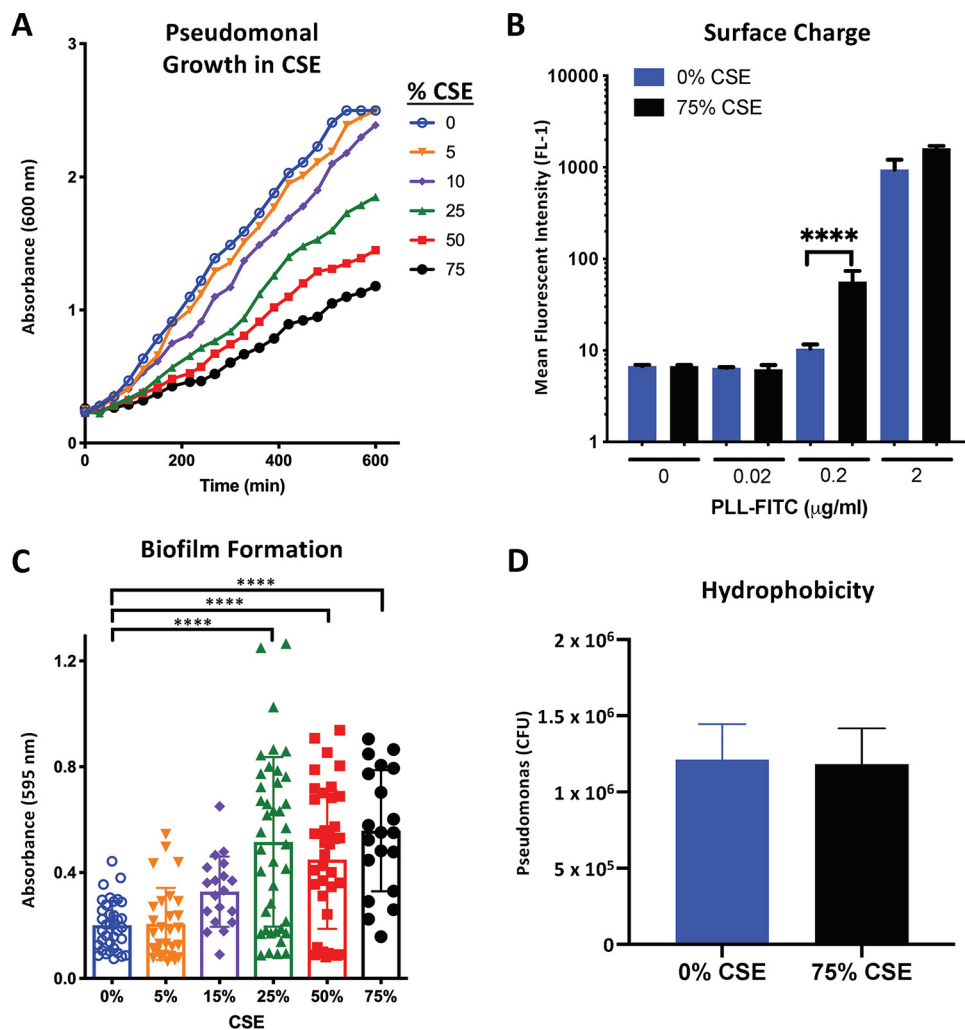 A
Pseudomonal
Growth in CSE
3
2
1
0
Absorbance (600 nm)
0 200 400 600
Time (min)
% CSE
0
5
10
25
50
75
B
Surface Charge
0% CSE
75% CSE
10000
1000
100
10
1
Mean Fluorescent Intensity (FL-1)
****
0 0.02 0.2 2
PLL-FITC (μg/ml)
C
Biofilm Formation
****
****
****
1.2
0.8
0.4
0.0
Absorbance (595 nm)
0% 5% 15% 25% 50% 75%
CSE
D
Hydrophobicity
2 x 10⁶
1.5 x 10⁶
1 x 10⁶
5 x 10⁵
0
Pseudomonas (CFU)
0% CSE 75% CSE